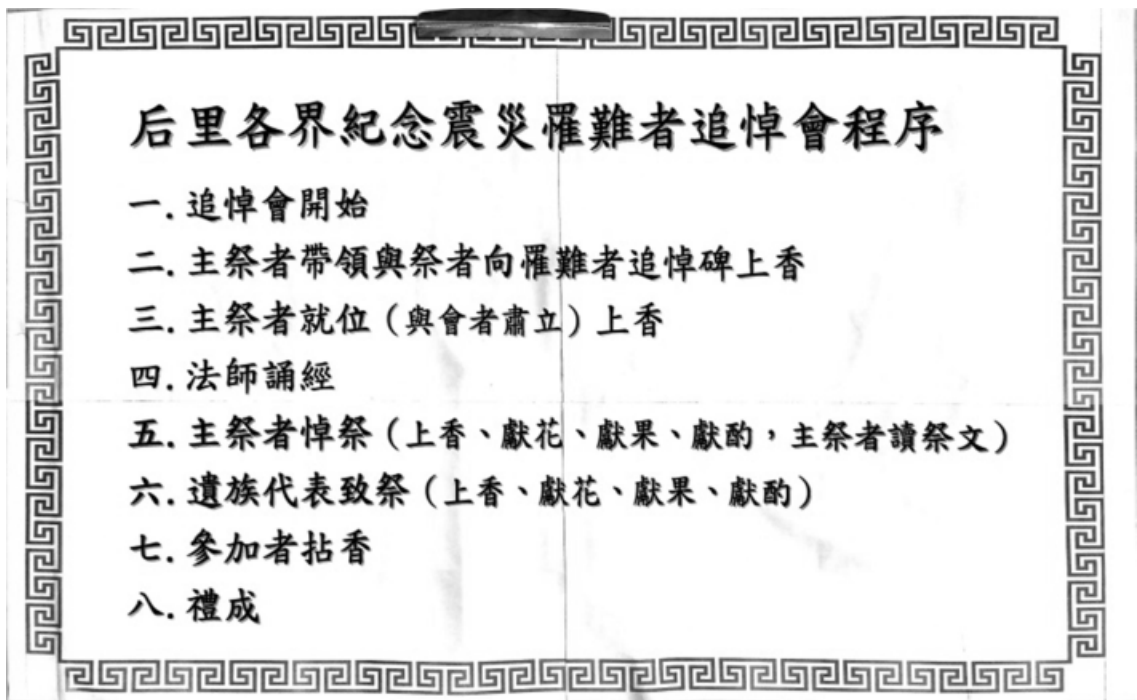 后里各界紀念震災罹難者追悼會程序
一. 追悼會開始
二. 主祭者帶領與祭者向罹難者追悼碑上香
三. 主祭者就位（與會者肅立）上香
四. 法師誦經
五. 主祭者悼祭（上香、獻花、獻果、獻酌，主祭者讀祭文）
六. 遺族代表致祭（上香、獻花、獻果、獻酌）
七. 參加者拈香
八. 禮成